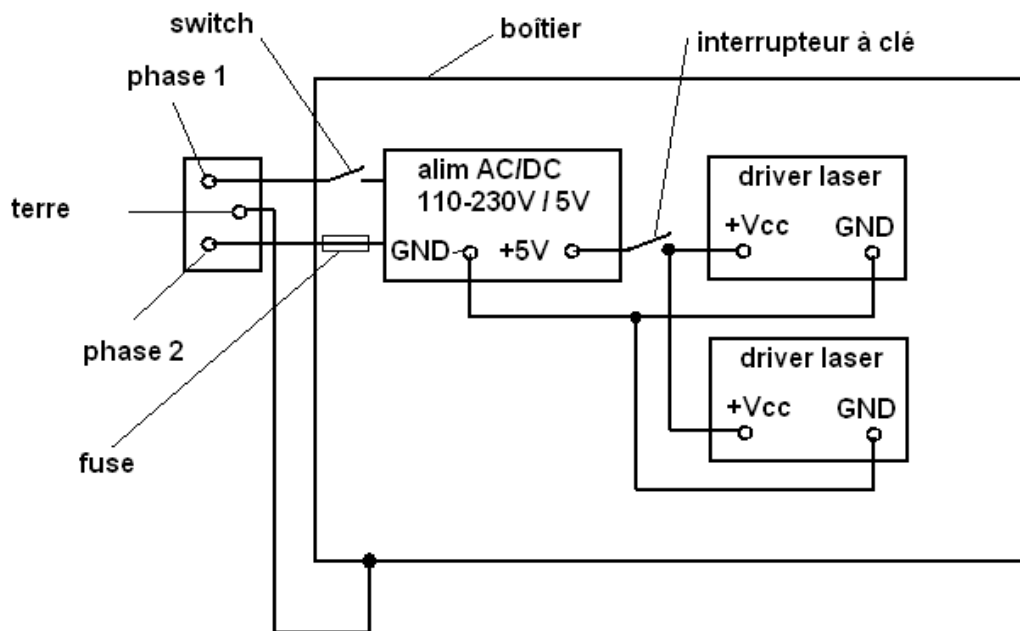 switch
boîtier
interrupteur à clé
phase 1
alim AC/DC
110-230V / 5V
driver laser
terre
+Vcc
GND
GND
+5V
phase 2
driver laser
+Vcc
GND
fuse